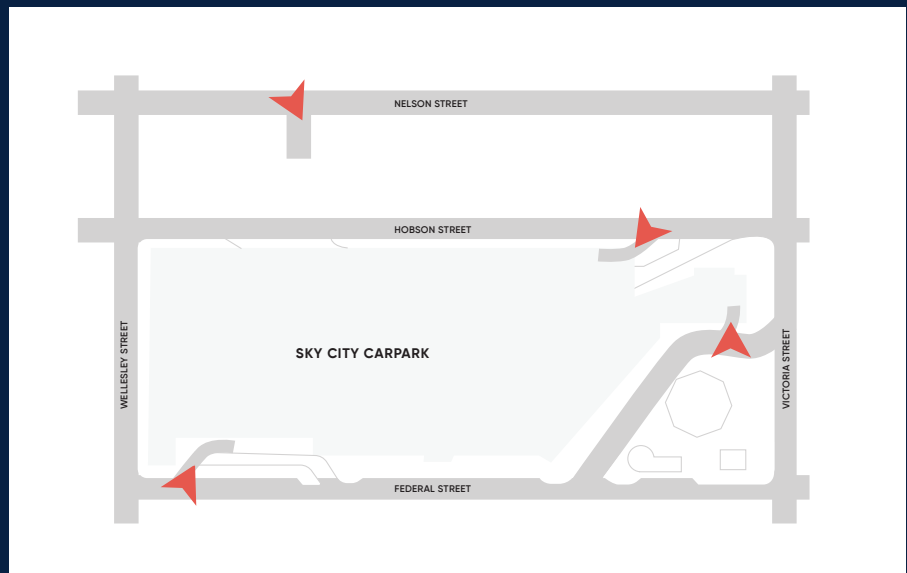 NELSON STREET
HOBSON STREET
WELLESLEY STREET
SKY CITY CARPARK
VICTORIA STREET
FEDERAL STREET